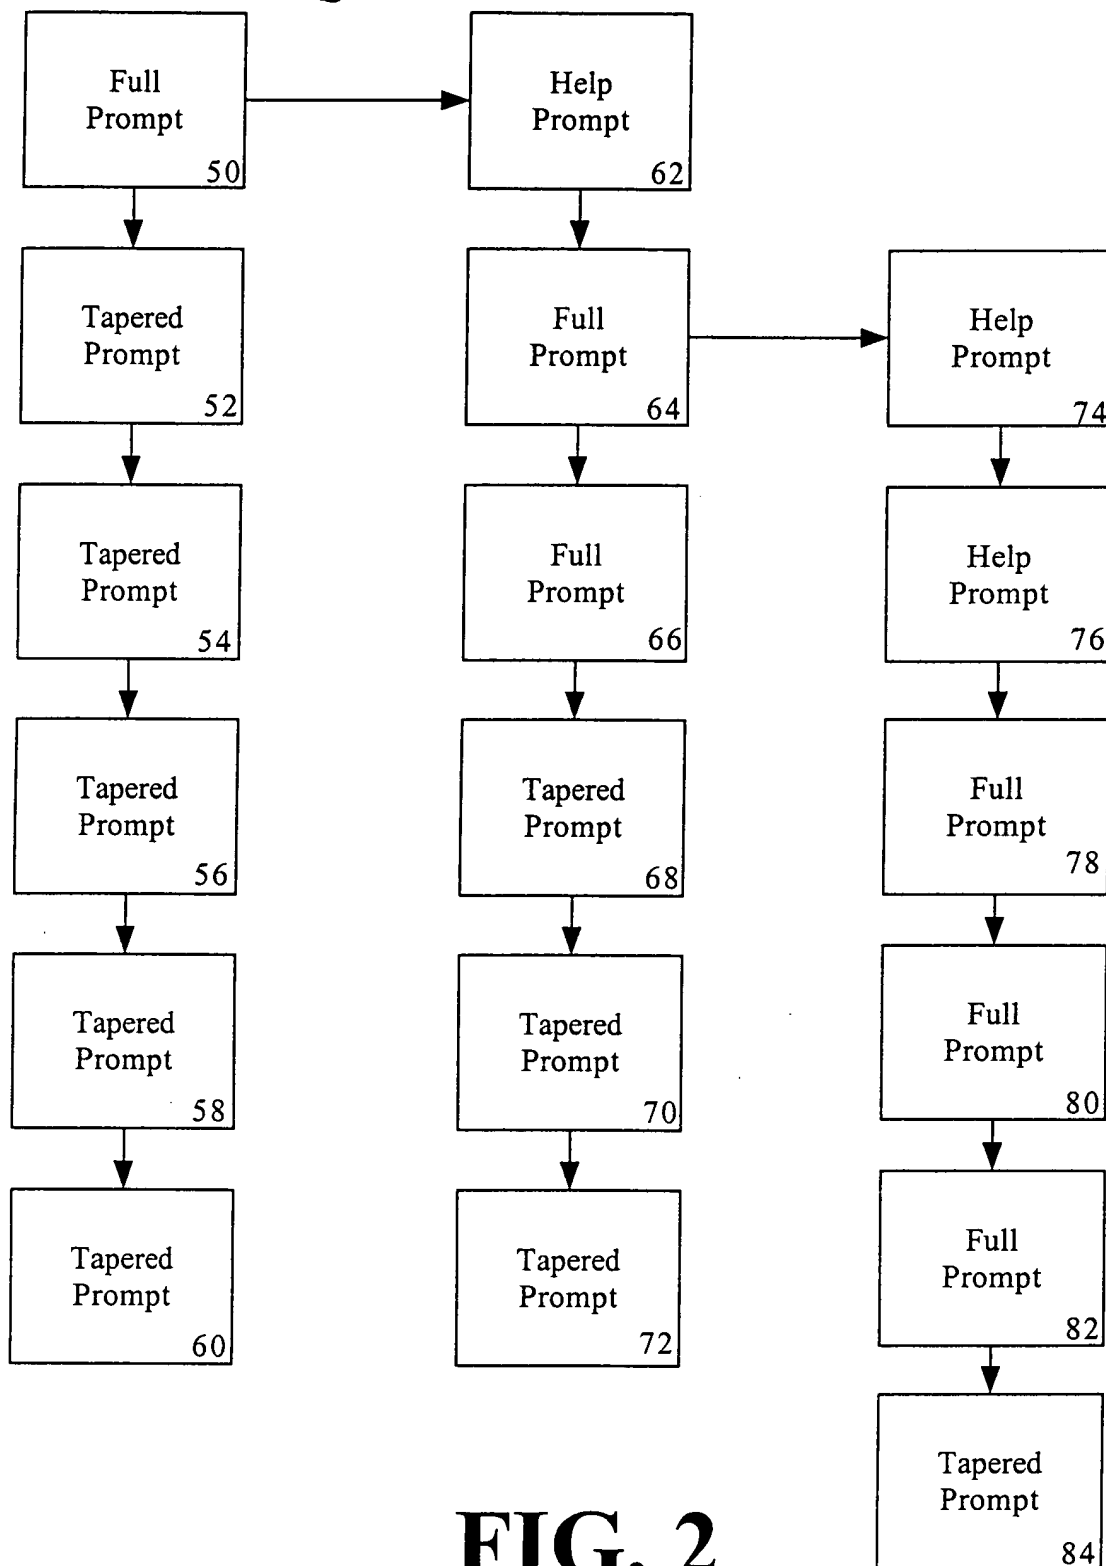 Full
Prompt
50
Help
Prompt
62
Tapered
Prompt
52
Full
Prompt
64
Help
Prompt
74
Tapered
Prompt
54
Full
Prompt
66
Help
Prompt
76
Tapered
Prompt
56
Tapered
Prompt
68
Full
Prompt
78
Tapered
Prompt
58
Tapered
Prompt
70
Full
Prompt
80
Tapered
Prompt
60
Tapered
Prompt
72
Full
Prompt
82
Tapered
Prompt
84
FIG. 2